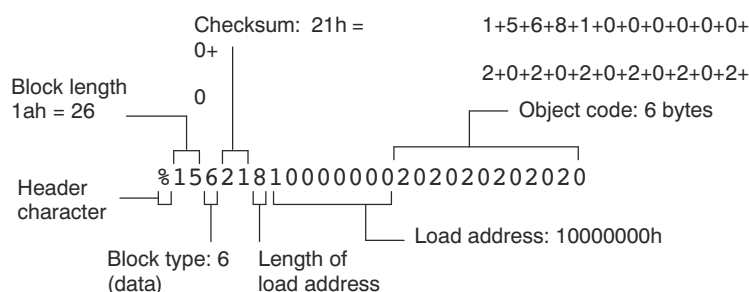 Checksum: 21h = 1+5+6+8+1+0+0+0+0+0+
0+ 2+0+2+0+2+0+2+0+2+0+2+
0
Block length
1ah = 26
Object code: 6 bytes
%1562181000000020202020202020
Header
character
Load address: 10000000h
Block type: 6
(data)
Length of
load address